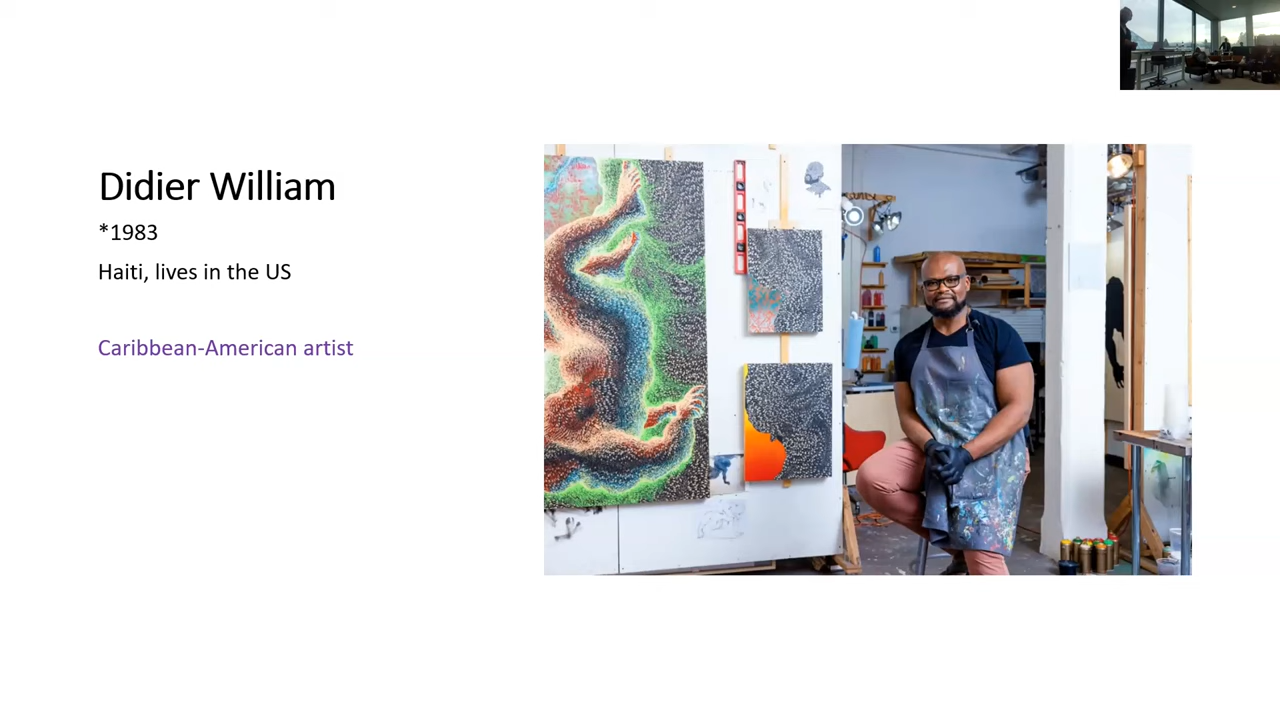 Didier William
*1983
Haiti, lives in the US
Caribbean-American artist